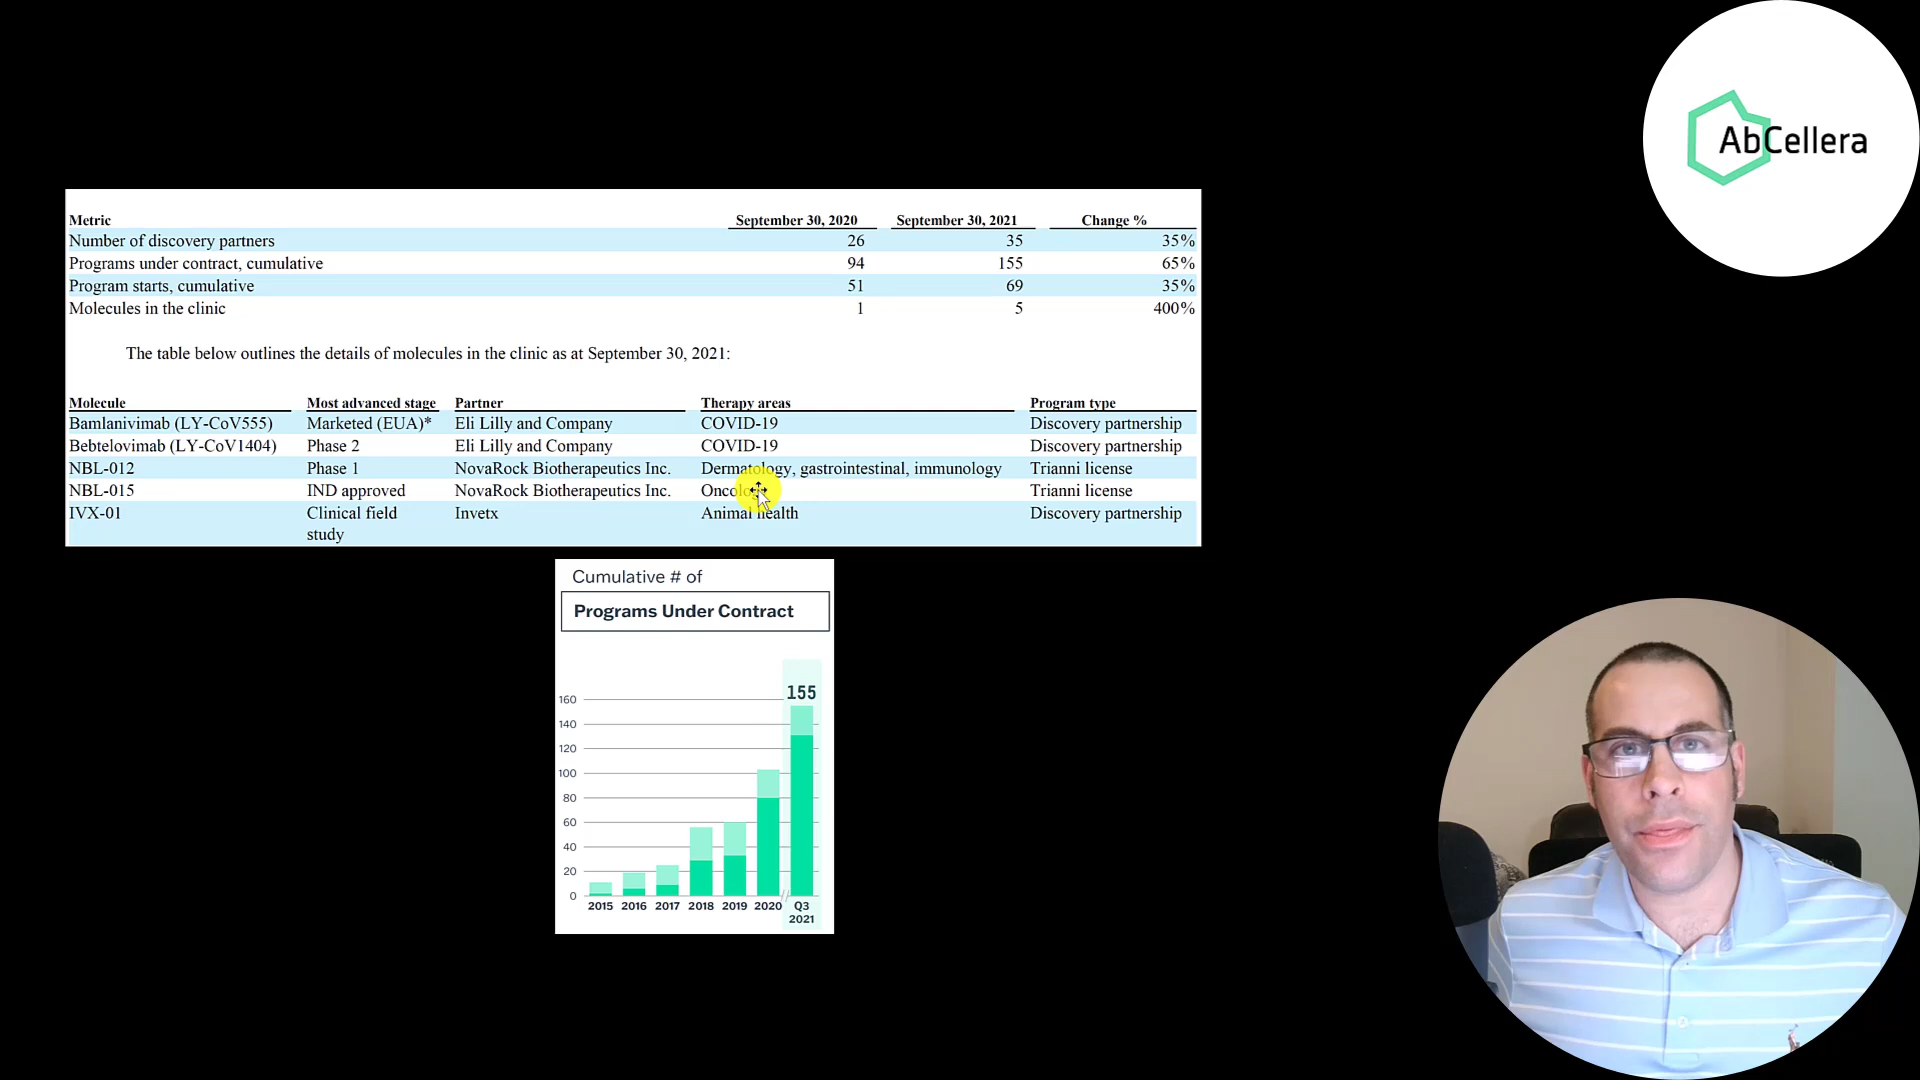 AbCellera
Metric September 30, 2020 September 30, 2021 Change %
Number of discovery partners 26 35 35%
Programs under contract, cumulative 94 155 65%
Program starts, cumulative 51 69 35%
Molecules in the clinic 1 5 400%
The table below outlines the details of molecules in the clinic as at September 30, 2021:
Molecule Most advanced stage Partner Therapy areas Program type
Bamlanivimab (LY-CoV555) Marketed (EUA)* Eli Lilly and Company COVID-19 Discovery partnership
Bebtelovimab (LY-CoV1404) Phase 2 Eli Lilly and Company COVID-19 Discovery partnership
NBL-012 Phase 1 NovaRock Biotherapeutics Inc. Dermatology, gastrointestinal, immunology Trianni license
NBL-015 IND approved NovaRock Biotherapeutics Inc. Oncology Trianni license
IVX-01 Clinical field Invetx Animal health Discovery partnership
study
Cumulative # of
Programs Under Contract
155
160
140
120
100
80
60
40
20
0
2015 2016 2017 2018 2019 2020 Q3
2021